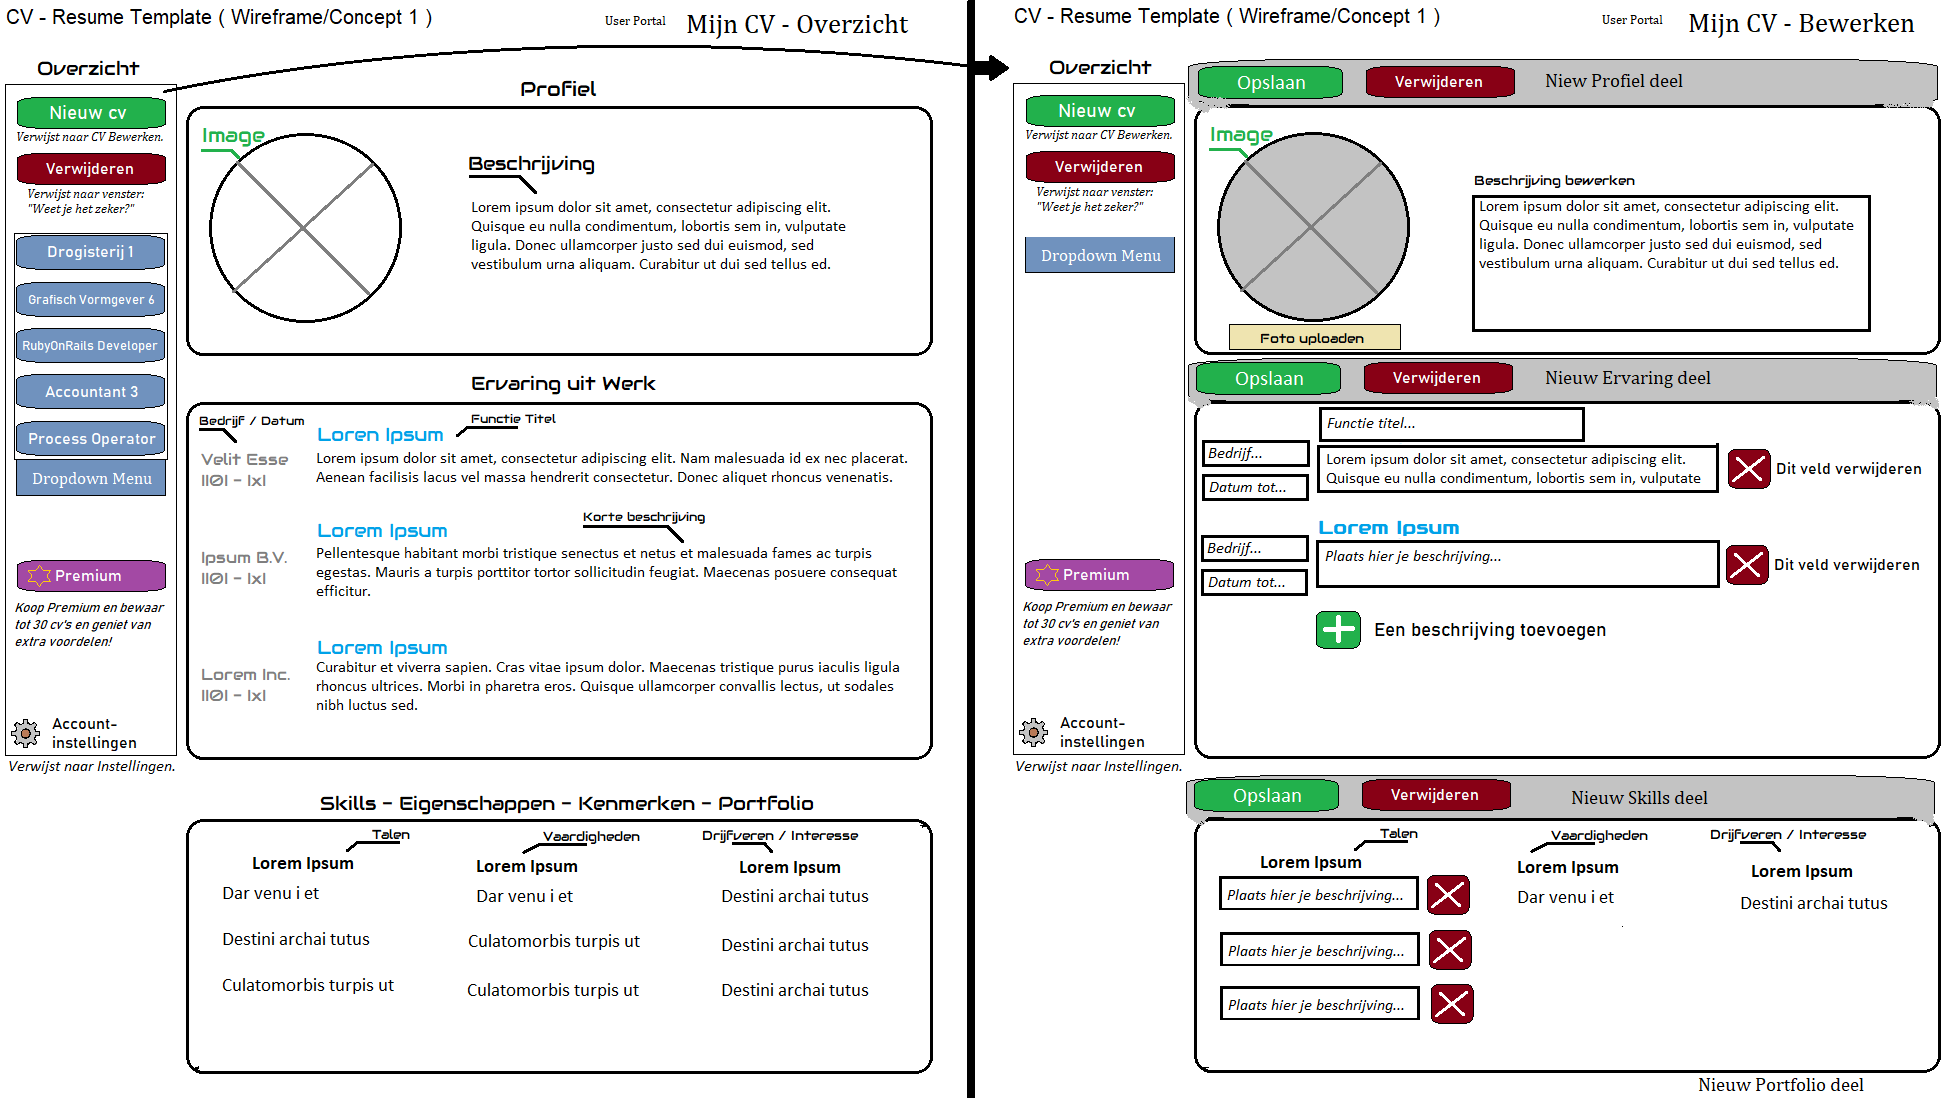 CV - Resume Template ( Wireframe/Concept 1 )
User Portal
Mijn CV - Overzicht
Overzicht
Nieuw cv
Verwijst naar CV Bewerken.
Verwijderen
Verwijst naar venster:
"Weet je het zeker?"
Drogisterij 1
Grafisch Vormgever 6
RubyOnRails Developer
Accountant 3
Process Operator
Dropdown Menu
Premium
Koop Premium en bewaar
tot 30 cv's en geniet van
extra voordelen!
Account-
instellingen
Verwijst naar Instellingen.
Profiel
Image
Beschrijving
Lorem ipsum dolor sit amet, consectetur adipiscing elit.
Quisque eu nulla condimentum, lobortis sem in, vulputate
ligula. Donec ullamcorper justo sed dui euismod, sed
vestibulum urna aliquam. Curabitur ut dui sed tellus ed.
Ervaring uit Werk
Bedrijf / Datum
Functie Titel
Loren Ipsum
Velit Esse
||0| - |x|
Lorem ipsum dolor sit amet, consectetur adipiscing elit. Nam malesuada id ex nec placerat.
Aenean facilisis lacus vel massa hendrerit consectetur. Donec aliquet rhoncus venenatis.
Korte beschrijving
Lorem Ipsum
Ipsum B.V.
||0| - |x|
Pellentesque habitant morbi tristique senectus et netus et malesuada fames ac turpis
egestas. Mauris a turpis porttitor tortor sollicitudin feugiat. Maecenas posuere consequat
efficitur.
Lorem Ipsum
Lorem Inc.
||0| - |x|
Curabitur et viverra sapien. Cras vitae ipsum dolor. Maecenas tristique purus iaculis ligula
rhoncus ultrices. Morbi in pharetra eros. Quisque ullamcorper convallis lectus, ut sodales
nibh luctus sed.
Skills - Eigenschappen - Kenmerken - Portfolio
Talen
Vaardigheden
Drijfveren / Interesse
Lorem Ipsum
Lorem Ipsum
Lorem Ipsum
Dar venu i et
Dar venu i et
Destini archai tutus
Destini archai tutus
Culatomorbis turpis ut
Destini archai tutus
Culatomorbis turpis ut
Culatomorbis turpis ut
Destini archai tutus
CV - Resume Template ( Wireframe/Concept 1 )
User Portal
Mijn CV - Bewerken
Overzicht
Nieuw cv
Verwijst naar CV Bewerken.
Verwijderen
Verwijst naar venster:
"Weet je het zeker?"
Dropdown Menu
Premium
Koop Premium en bewaar
tot 30 cv's en geniet van
extra voordelen!
Account-
instellingen
Verwijst naar Instellingen.
Opslaan
Verwijderen
Niew Profiel deel
Image
Foto uploaden
Beschrijving bewerken
Lorem ipsum dolor sit amet, consectetur adipiscing elit.
Quisque eu nulla condimentum, lobortis sem in, vulputate
ligula. Donec ullamcorper justo sed dui euismod, sed
vestibulum urna aliquam. Curabitur ut dui sed tellus ed.
Opslaan
Verwijderen
Nieuw Ervaring deel
Functie titel...
Bedrijf...
Datum tot...
Lorem ipsum dolor sit amet, consectetur adipiscing elit.
Quisque eu nulla condimentum, lobortis sem in, vulputate
Dit veld verwijderen
Lorem Ipsum
Bedrijf...
Datum tot...
Plaats hier je beschrijving...
Dit veld verwijderen
Een beschrijving toevoegen
Opslaan
Verwijderen
Nieuw Skills deel
Talen
Vaardigheden
Drijfveren / Interesse
Lorem Ipsum
Lorem Ipsum
Lorem Ipsum
Plaats hier je beschrijving...
Dar venu i et
Destini archai tutus
Plaats hier je beschrijving...
Plaats hier je beschrijving...
Nieuw Portfolio deel